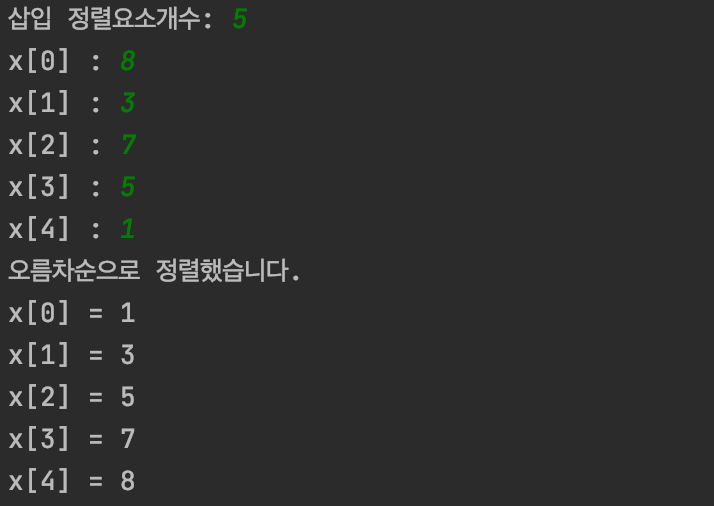 삽입 정렬요소개수: 5
x[0] : 8
x[1] : 3
x[2] : 7
x[3] : 5
x[4] : 1
오름차순으로 정렬했습니다.
x[0] = 1
x[1] = 3
x[2] = 5
x[3] = 7
x[4] = 8